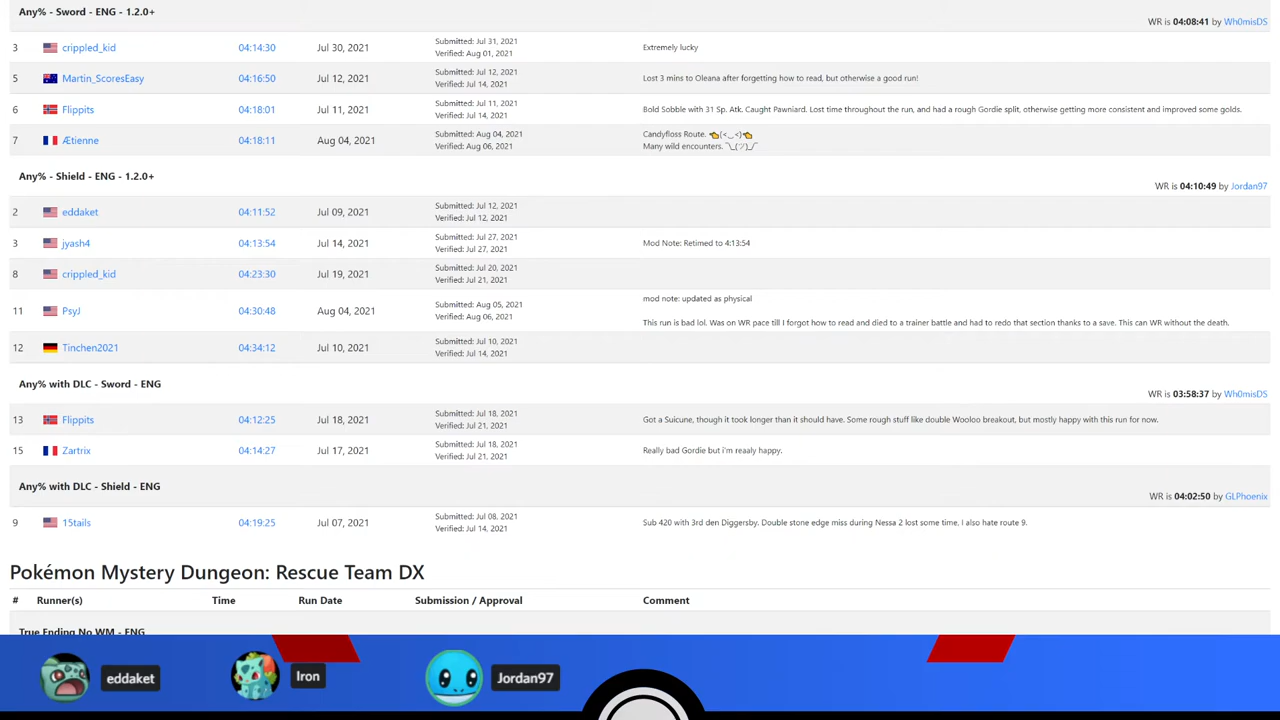 Any% - Sword - ENG - 1.2.0+
WR is 04:08:41 by Wh0misDS
3 crippled_kid 04:14:30 Jul 30, 2021 Submitted: Jul 31, 2021 Extremely lucky
Verified: Aug 01, 2021
5 Martin_ScoresEasy 04:16:50 Jul 12, 2021 Submitted: Jul 12, 2021 Lost 3 mins to Oleana after forgetting how to read, but otherwise a good run!
Verified: Jul 14, 2021
6 Flippits 04:18:01 Jul 11, 2021 Submitted: Jul 11, 2021 Bold Sobble with 31 Sp. Atk. Caught Pawniard. Lost time throughout the run, and had a rough Gordie split, otherwise getting more consistent and improved some golds.
Verified: Jul 14, 2021
7 Ætienne 04:18:11 Aug 04, 2021 Submitted: Aug 04, 2021 Candyfloss Route. 👈(<‿<)👈
Verified: Aug 06, 2021 Many wild encounters. ¯\_(ツ)_/¯
Any% - Shield - ENG - 1.2.0+
WR is 04:10:49 by Jordan97
2 eddaket 04:11:52 Jul 09, 2021 Submitted: Jul 12, 2021
Verified: Jul 12, 2021
3 jyash4 04:13:54 Jul 14, 2021 Submitted: Jul 27, 2021 Mod Note: Retimed to 4:13:54
Verified: Jul 27, 2021
8 crippled_kid 04:23:30 Jul 19, 2021 Submitted: Jul 20, 2021
Verified: Jul 21, 2021
mod note: updated as physical
11 PsyJ 04:30:48 Aug 04, 2021 Submitted: Aug 05, 2021
Verified: Aug 06, 2021 This run is bad lol. Was on WR pace till I forgot how to read and died to a trainer battle and had to redo that section thanks to a save. This can WR without the death.
12 Tinchen2021 04:34:12 Jul 10, 2021 Submitted: Jul 10, 2021
Verified: Jul 14, 2021
Any% with DLC - Sword - ENG
WR is 03:58:37 by Wh0misDS
13 Flippits 04:12:25 Jul 18, 2021 Submitted: Jul 18, 2021 Got a Suicune, though it took longer than it should have. Some rough stuff like double Wooloo breakout, but mostly happy with this run for now.
Verified: Jul 21, 2021
15 Zartrix 04:14:27 Jul 17, 2021 Submitted: Jul 18, 2021 Really bad Gordie but i'm reaaly happy.
Verified: Jul 21, 2021
Any% with DLC - Shield - ENG
WR is 04:02:50 by GLPhoenix
9 15tails 04:19:25 Jul 07, 2021 Submitted: Jul 08, 2021 Sub 420 with 3rd den Diggersby. Double stone edge miss during Nessa 2 lost some time. I also hate route 9.
Verified: Jul 14, 2021
Pokémon Mystery Dungeon: Rescue Team DX
# Runner(s) Time Run Date Submission / Approval Comment
True Ending No WM - ENG
eddaket Iron Jordan97